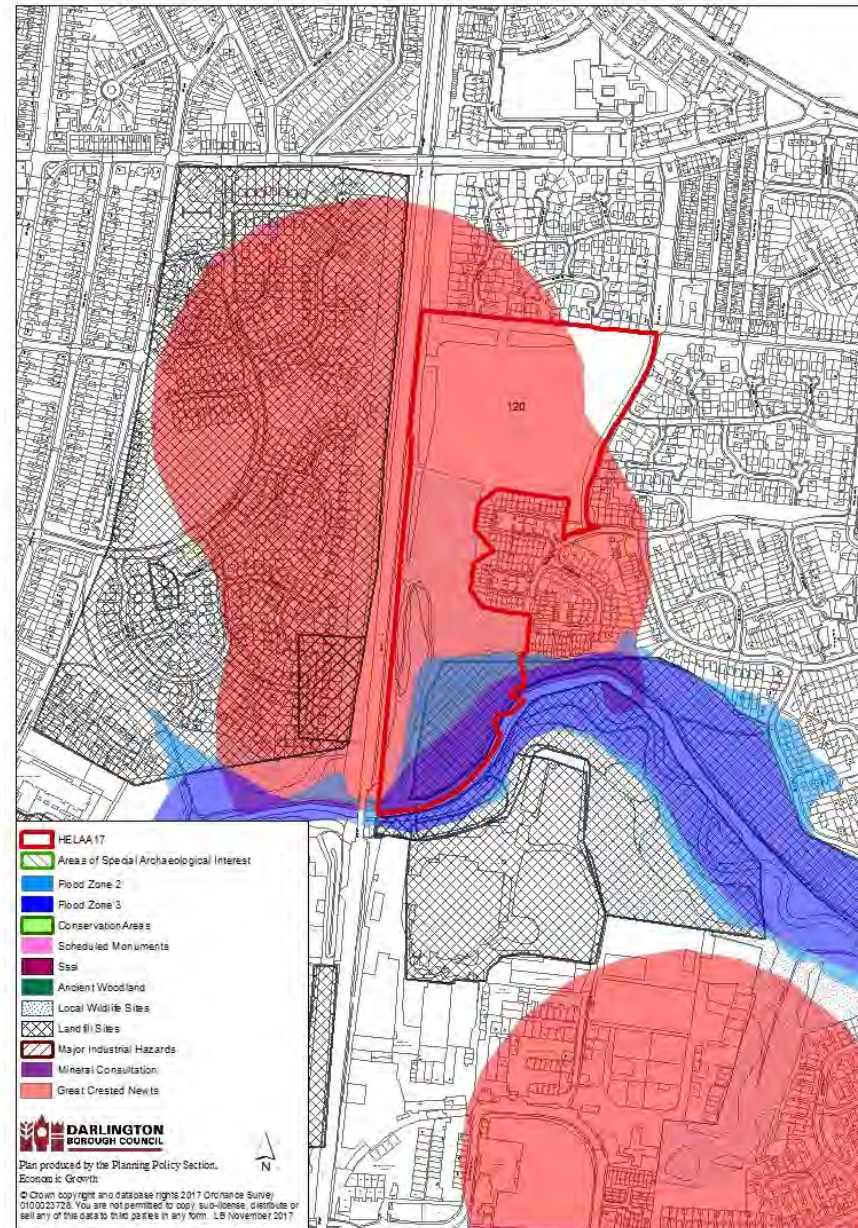 120
HELAA17
Areas of Special Archaeological Interest
Flood Zone 2
Flood Zone 3
Conservation Areas
Scheduled Monuments
Sssi
Ancient Woodland
Local Wildlife Sites
Landfill Sites
Major Industrial Hazards
Mineral Consultation
Great Crested Newts
DARLINGTON
BOROUGH COUNCIL
N
Plan produced by the Planning Policy Section,
Economic Growth
© Crown copyright and database rights 2017 Ordnance Survey
0100023728. You are not permitted to copy, sub-license, distribute or
sell any of this data to third parties in any form. LB November 2017